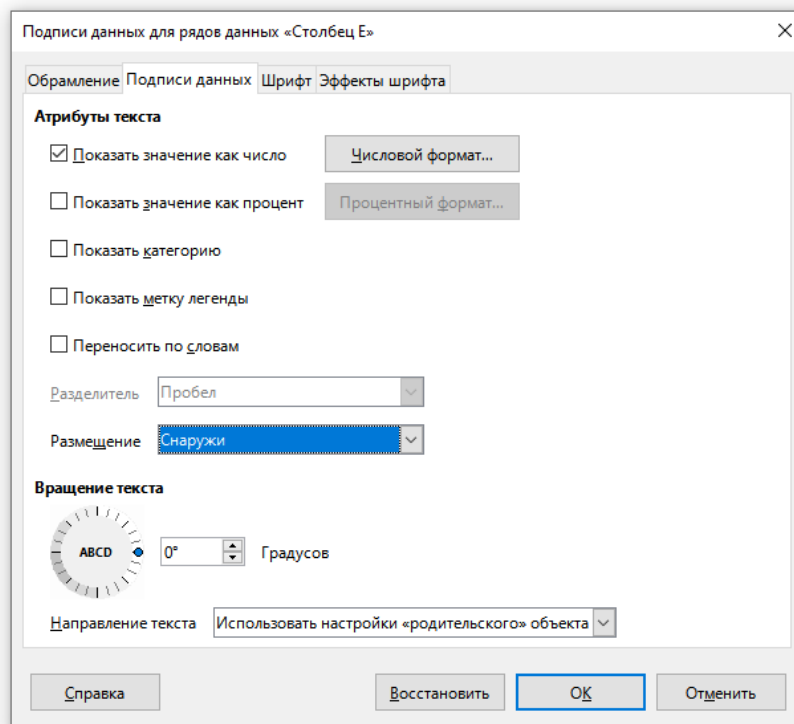 Подписи данных для рядов данных «Столбец E»
Обрамление Подписи данных Шрифт Эффекты шрифта
Атрибуты текста
Показать значение как число Числовой формат...
Показать значение как процент Процентный формат...
Показать категорию
Показать метку легенды
Переносить по словам
Разделитель Пробел
Размещение Снаружи
Вращение текста
ABCD 0° Градусов
Направление текста Использовать настройки «родительского» объекта
Справка Восстановить ОК Отменить